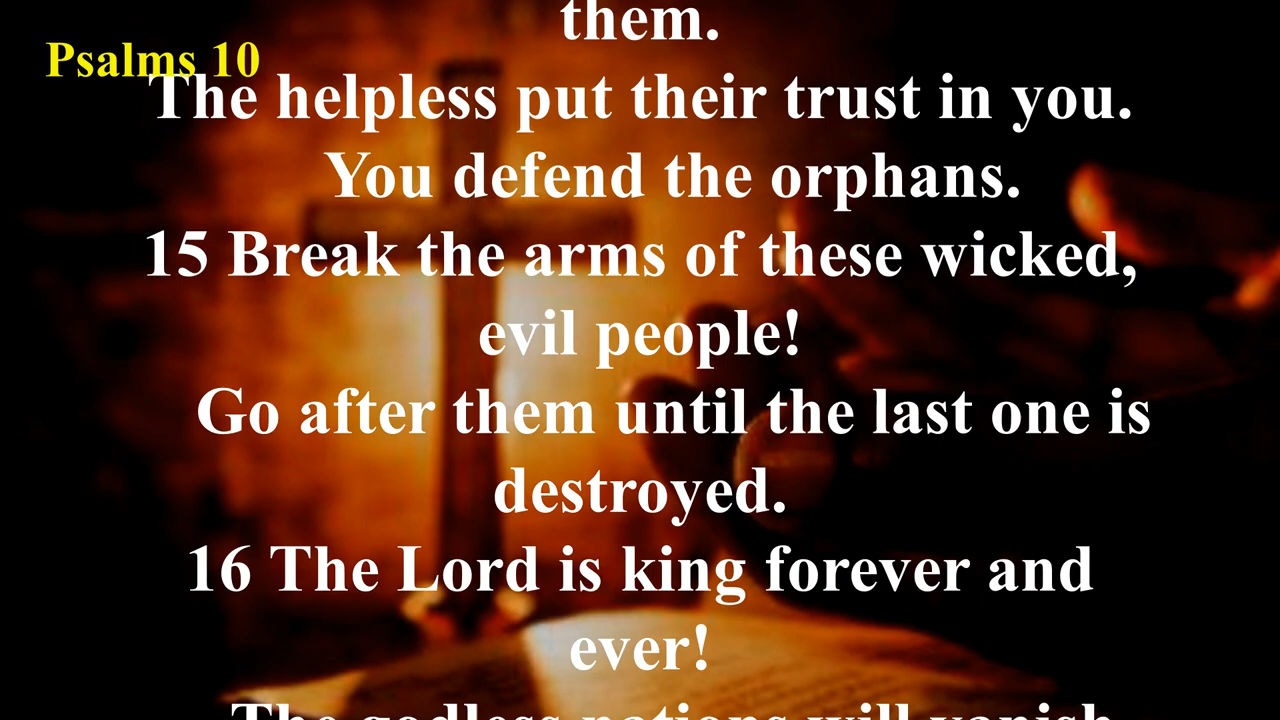 them.
Psalms 10
The helpless put their trust in you.
You defend the orphans.
15 Break the arms of these wicked,
evil people!
Go after them until the last one is
destroyed.
16 The Lord is king forever and
ever!
The godless nations will vanish